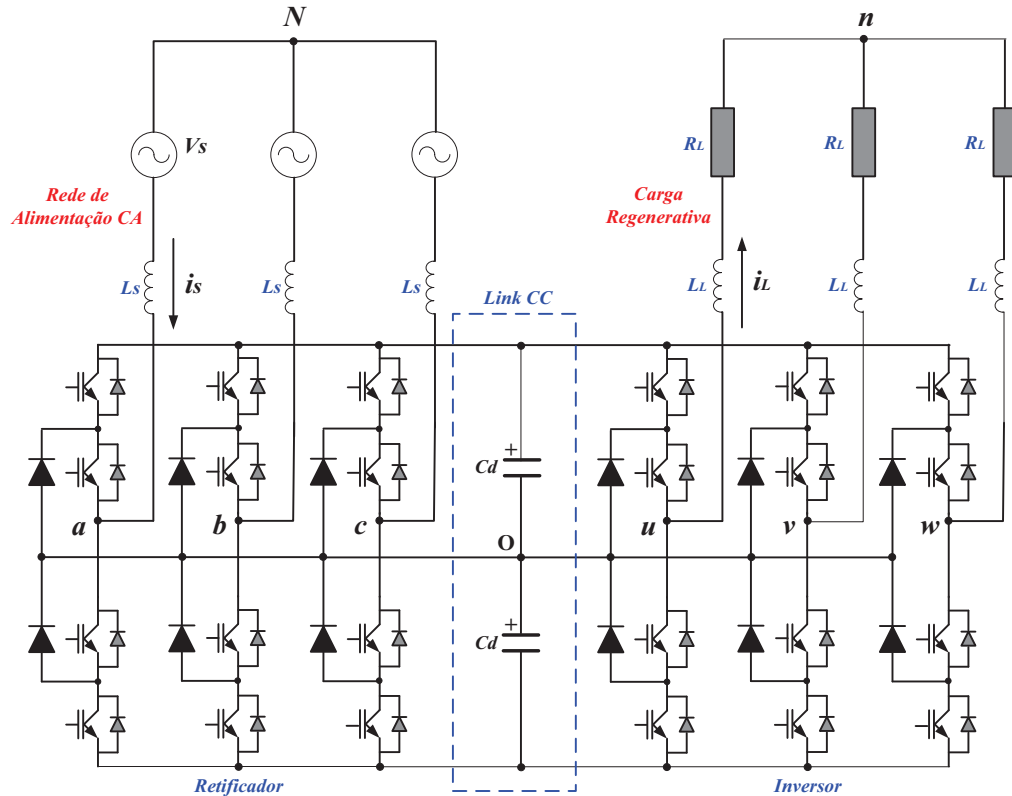 N
n
Vs
RL
RL
RL
Rede de
Alimentação CA
Carga
Regenerativa
Ls
is
Ls
Ls
Link CC
LL
iL
LL
LL
+
Cd
a
b
c
O
u
v
w
+
Cd
Retificador
Inversor